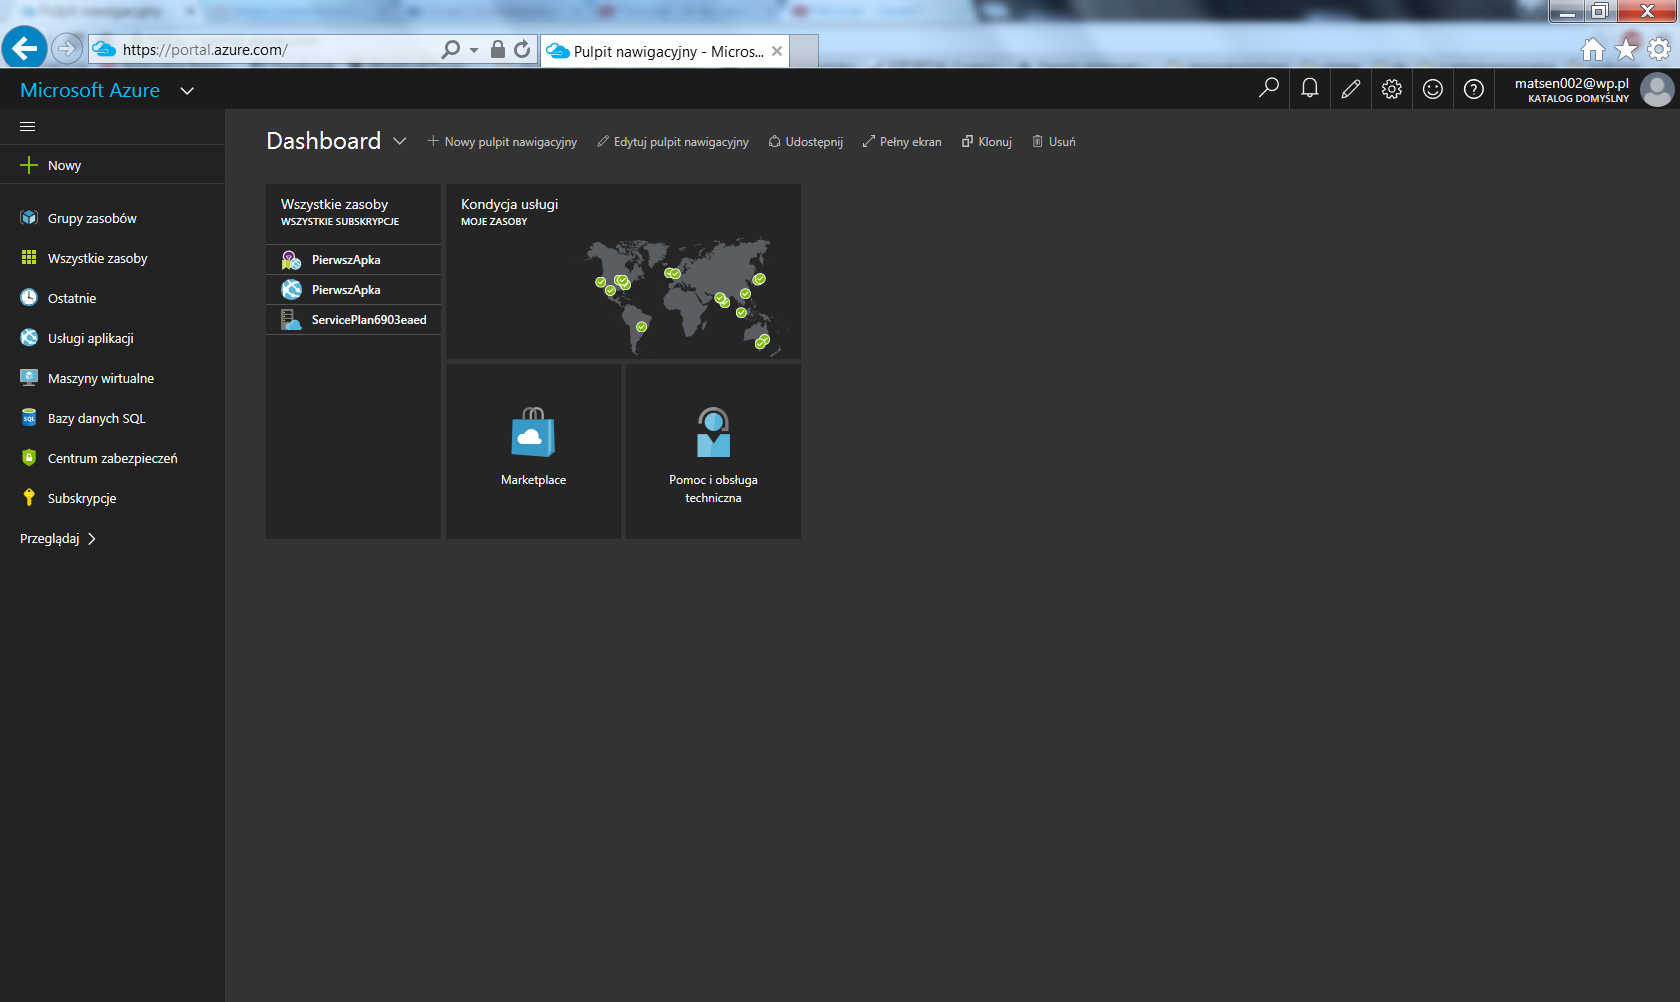 https://portal.azure.com/
Pulpit nawigacyjny - Micros...
Microsoft Azure
matsen002@wp.pl
KATALOG DOMYŚLNY
Dashboard
Nowy pulpit nawigacyjny
Edytuj pulpit nawigacyjny
Udostępnij
Pełny ekran
Klonuj
Usuń
Nowy
Grupy zasobów
Wszystkie zasoby
Ostatnie
Usługi aplikacji
Maszyny wirtualne
Bazy danych SQL
Centrum zabezpieczeń
Subskrypcje
Przeglądaj
Wszystkie zasoby
WSZYSTKIE SUBSKRYPCJE
PierwszApka
PierwszApka
ServicePlan6903eaed
Kondycja usługi
MOJE ZASOBY
Marketplace
Pomoc i obsługa
techniczna